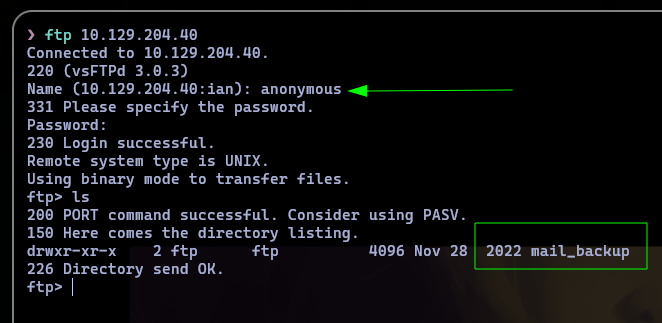 ❯ ftp 10.129.204.40
Connected to 10.129.204.40.
220 (vsFTPd 3.0.3)
Name (10.129.204.40:ian): anonymous
331 Please specify the password.
Password:
230 Login successful.
Remote system type is UNIX.
Using binary mode to transfer files.
ftp> ls
200 PORT command successful. Consider using PASV.
150 Here comes the directory listing.
drwxr-xr-x    2 ftp      ftp          4096 Nov 28  2022 mail_backup
226 Directory send OK.
ftp>